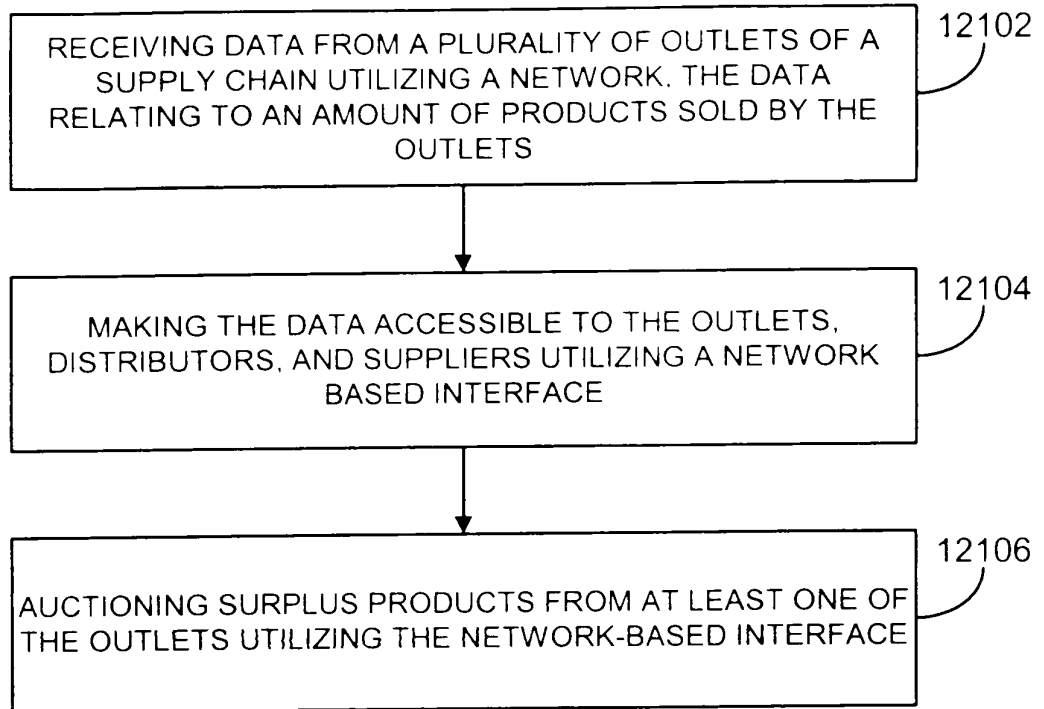 12102
RECEIVING DATA FROM A PLURALITY OF OUTLETS OF A
SUPPLY CHAIN UTILIZING A NETWORK, THE DATA
RELATING TO AN AMOUNT OF PRODUCTS SOLD BY THE
OUTLETS
12104
MAKING THE DATA ACCESSIBLE TO THE OUTLETS,
DISTRIBUTORS, AND SUPPLIERS UTILIZING A NETWORK
BASED INTERFACE
12106
AUCTIONING SURPLUS PRODUCTS FROM AT LEAST ONE OF
THE OUTLETS UTILIZING THE NETWORK-BASED INTERFACE